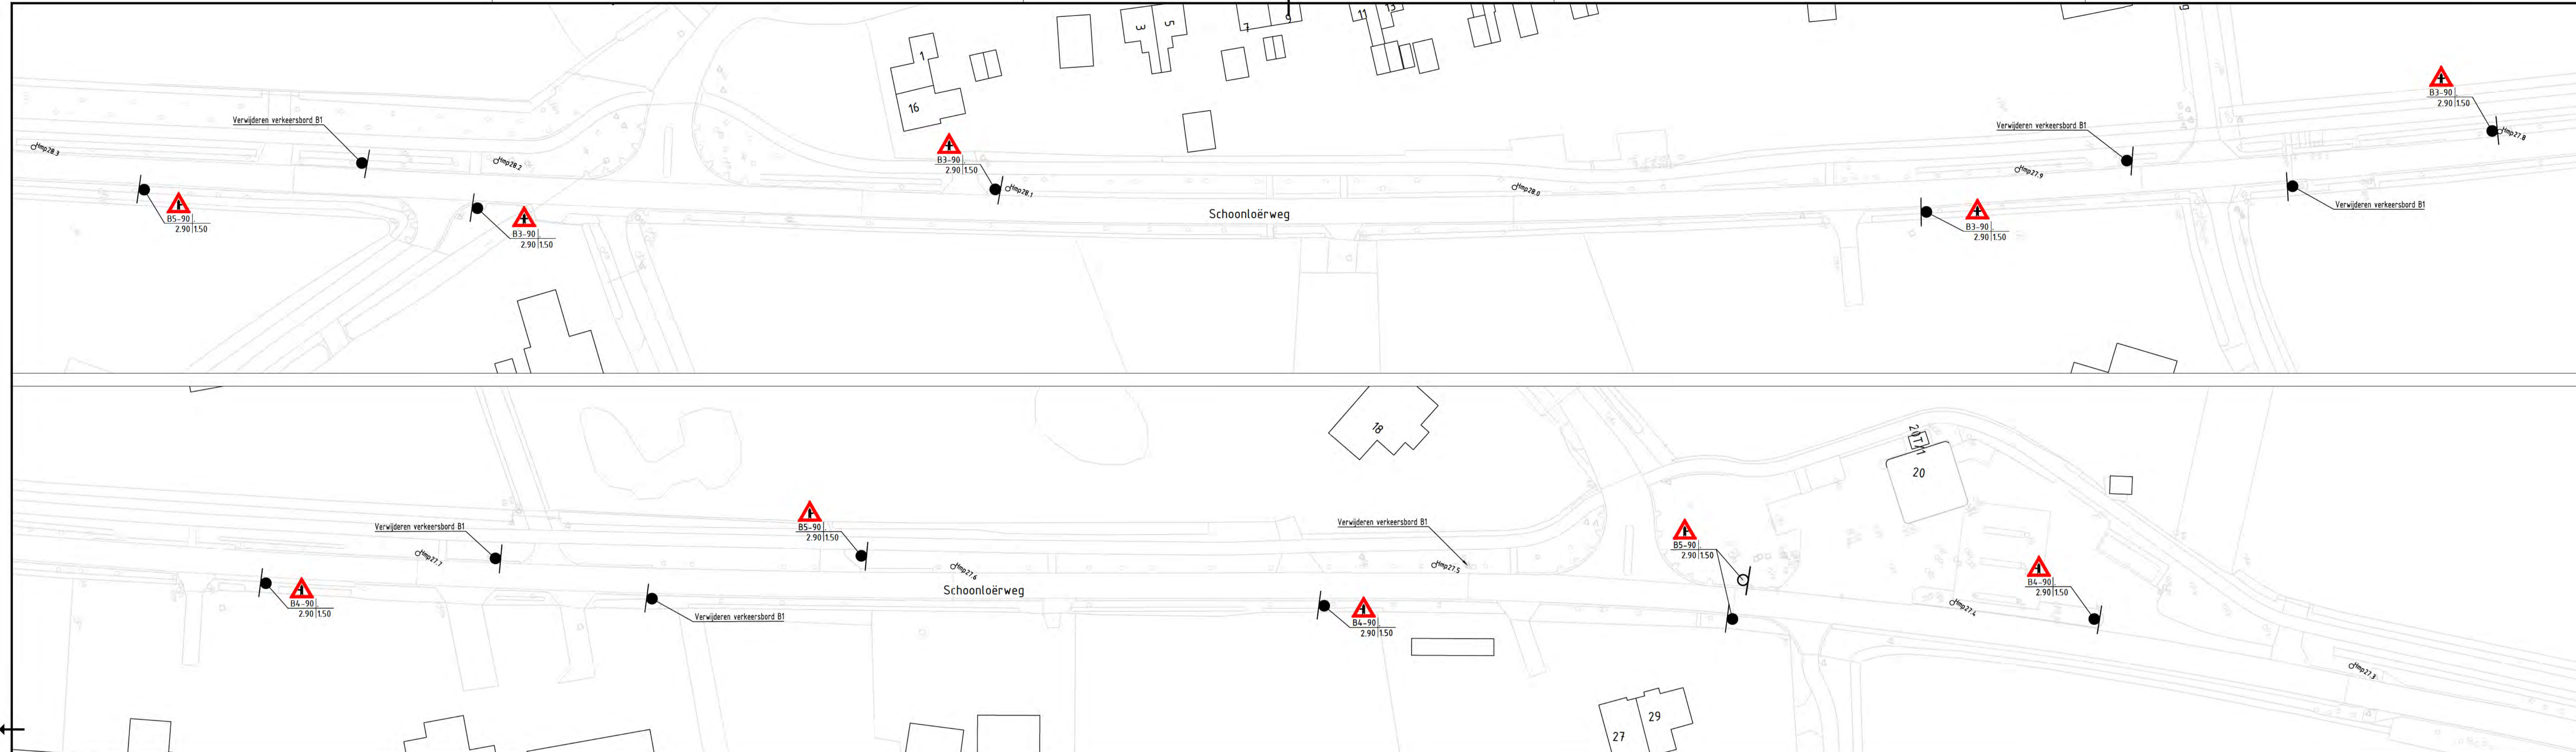 1
16
3
5
7
9
11
13
9
Verwijderen verkeersbord B1
Hmp28.3
Hmp28.2
B5-90
2.90|1.50
B3-90
2.90|1.50
B3-90
2.90|1.50
Hmp28.1
Schoonloërweg
Hmp28.0
Verwijderen verkeersbord B1
Hmp27.9
B3-90
2.90|1.50
B3-90
2.90|1.50
Hmp27.8
Verwijderen verkeersbord B1
18
20T/1
20
Verwijderen verkeersbord B1
Hmp27.7
B4-90
2.90|1.50
B5-90
2.90|1.50
Hmp27.6
Schoonloërweg
Verwijderen verkeersbord B1
Verwijderen verkeersbord B1
Hmp27.5
B4-90
2.90|1.50
B5-90
2.90|1.50
B4-90
2.90|1.50
Hmp27.4
Hmp27.3
29
27